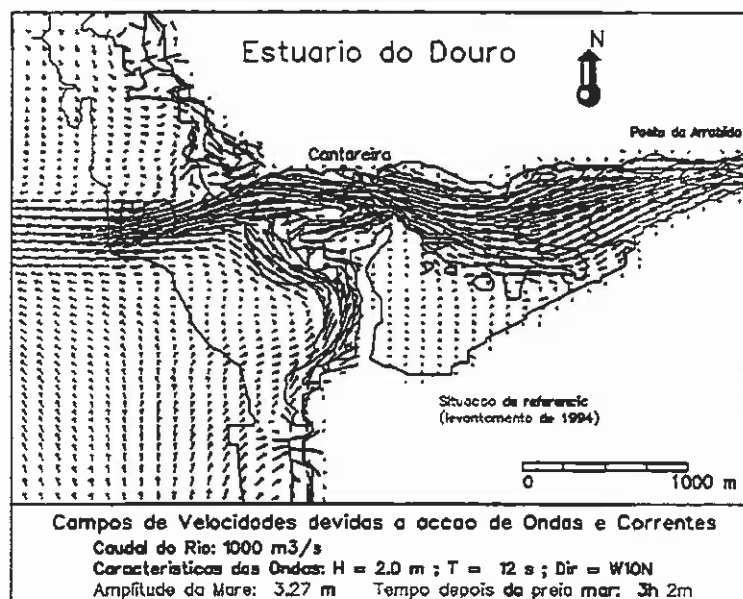 Estuario do Douro
N
Cantareira
Ponta da Arrabida
Situacao de referencia
(levantamento de 1994)
0 1000 m
Campos de Velocidades devidas a accao de Ondas e Correntes
Caudal do Rio: 1000 m3/s
Caracteristicas das Ondas: H = 2.0 m ; T = 12 s ; Dir = W10N
Amplitude da Mare: 3.27 m Tempo depois da preia mar: 3h 2m